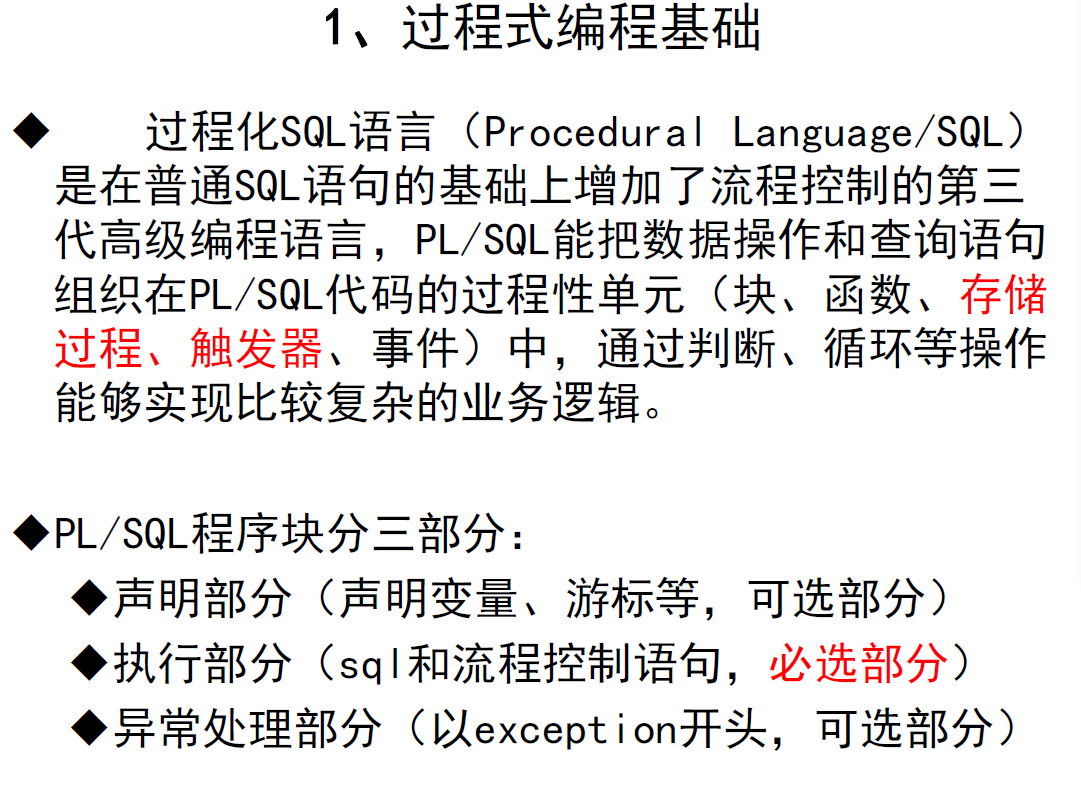 1、过程式编程基础
◆ 过程化SQL语言（Procedural Language/SQL）
是在普通SQL语句的基础上增加了流程控制的第三
代高级编程语言，PL/SQL能把数据操作和查询语句
组织在PL/SQL代码的过程性单元（块、函数、存储
过程、触发器、事件）中，通过判断、循环等操作
能够实现比较复杂的业务逻辑。
◆PL/SQL程序块分三部分：
◆声明部分（声明变量、游标等，可选部分）
◆执行部分（sql和流程控制语句，必选部分）
◆异常处理部分（以exception开头，可选部分）